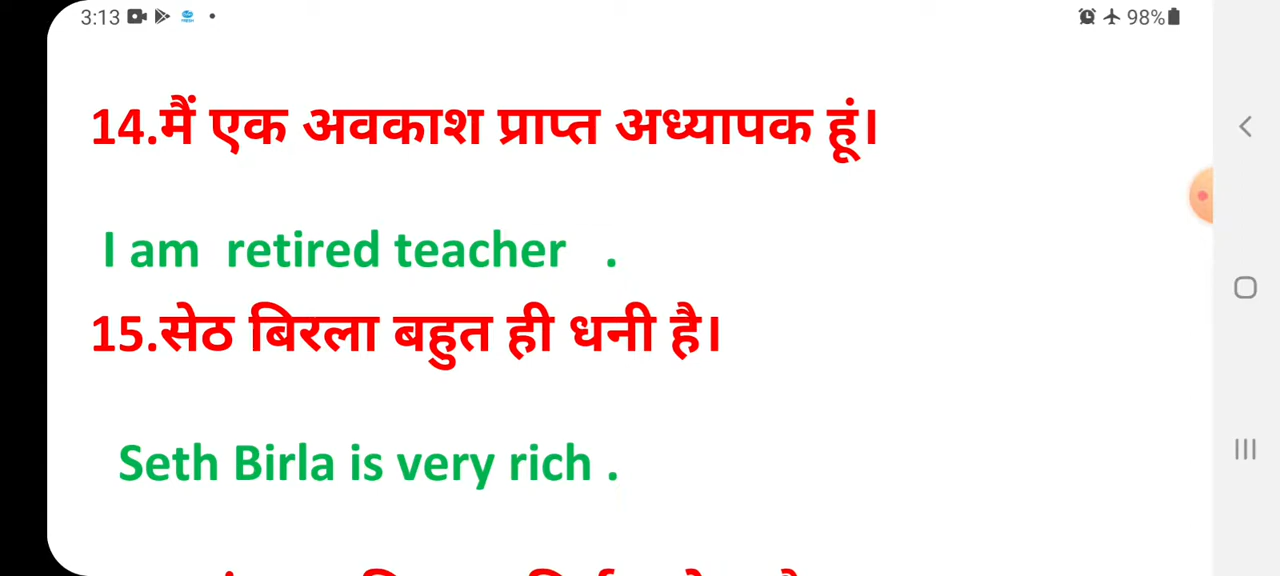 3:13 98%
14.मैं एक अवकाश प्राप्त अध्यापक हूं।
I am retired teacher .
15.सेठ बिरला बहुत ही धनी है।
Seth Birla is very rich .